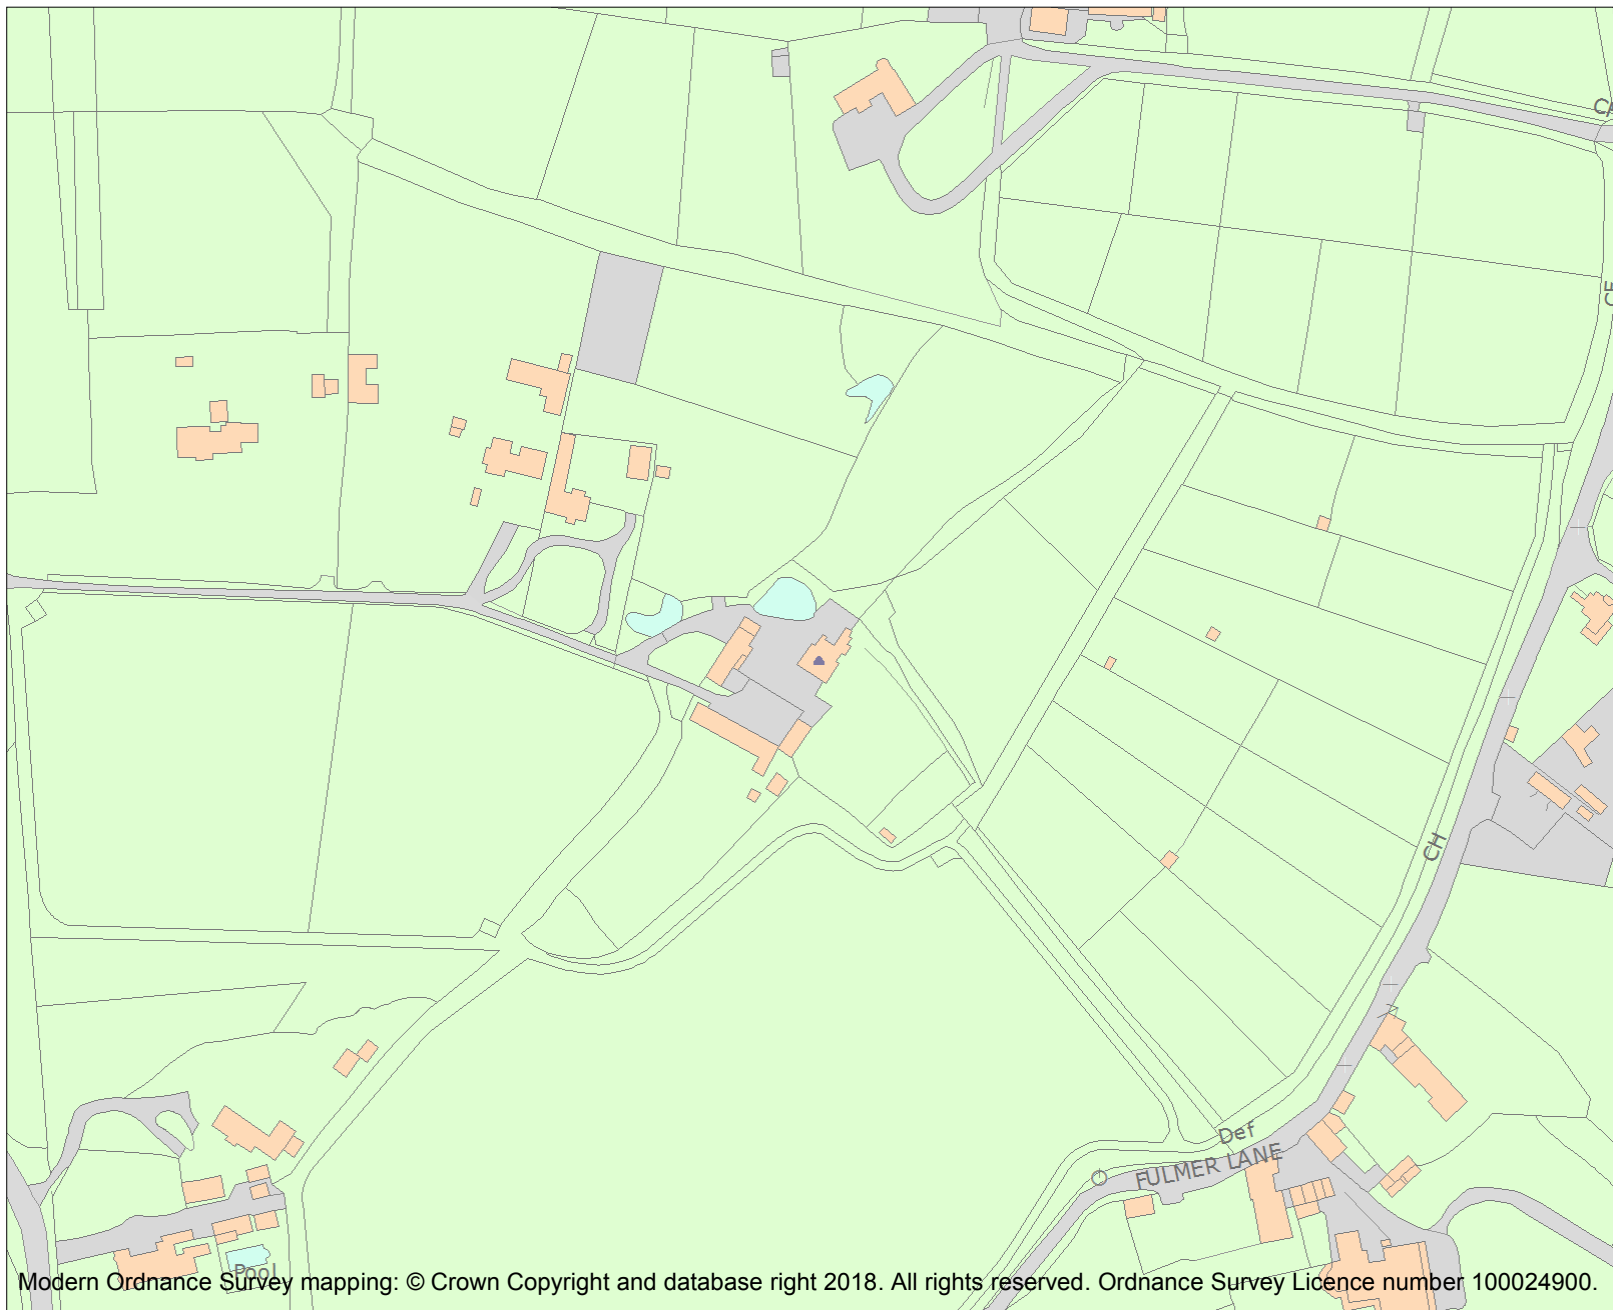 CH
Def
FULMER LANE
Pool
Modern Ordnance Survey mapping: © Crown Copyright and database right 2018. All rights reserved. Ordnance Survey Licence number 100024900.